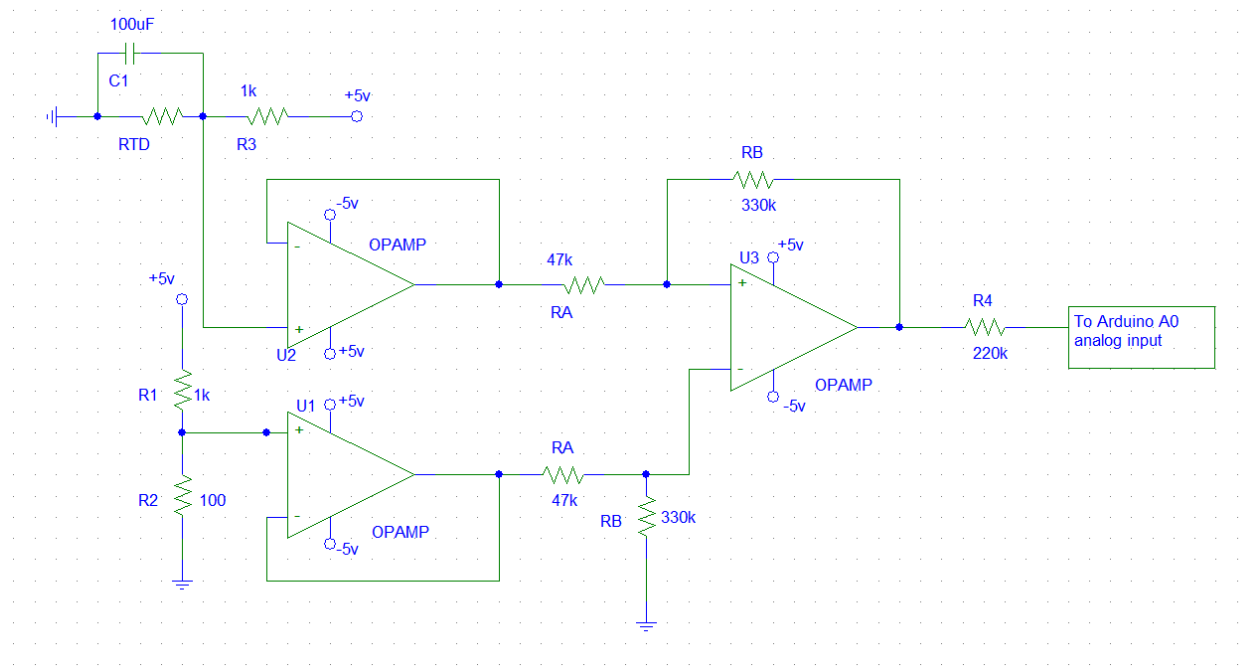 100uF
C1
1k
+5v
RTD
R3
RB
330k
-5v
OPAMP
-
+
U2
+5v
47k
RA
U3
+5v
+
-
OPAMP
-5v
R4
220k
To Arduino A0
analog input
+5v
R1
1k
R2
100
U1
+5v
+
-
OPAMP
-5v
RA
47k
RB
330k